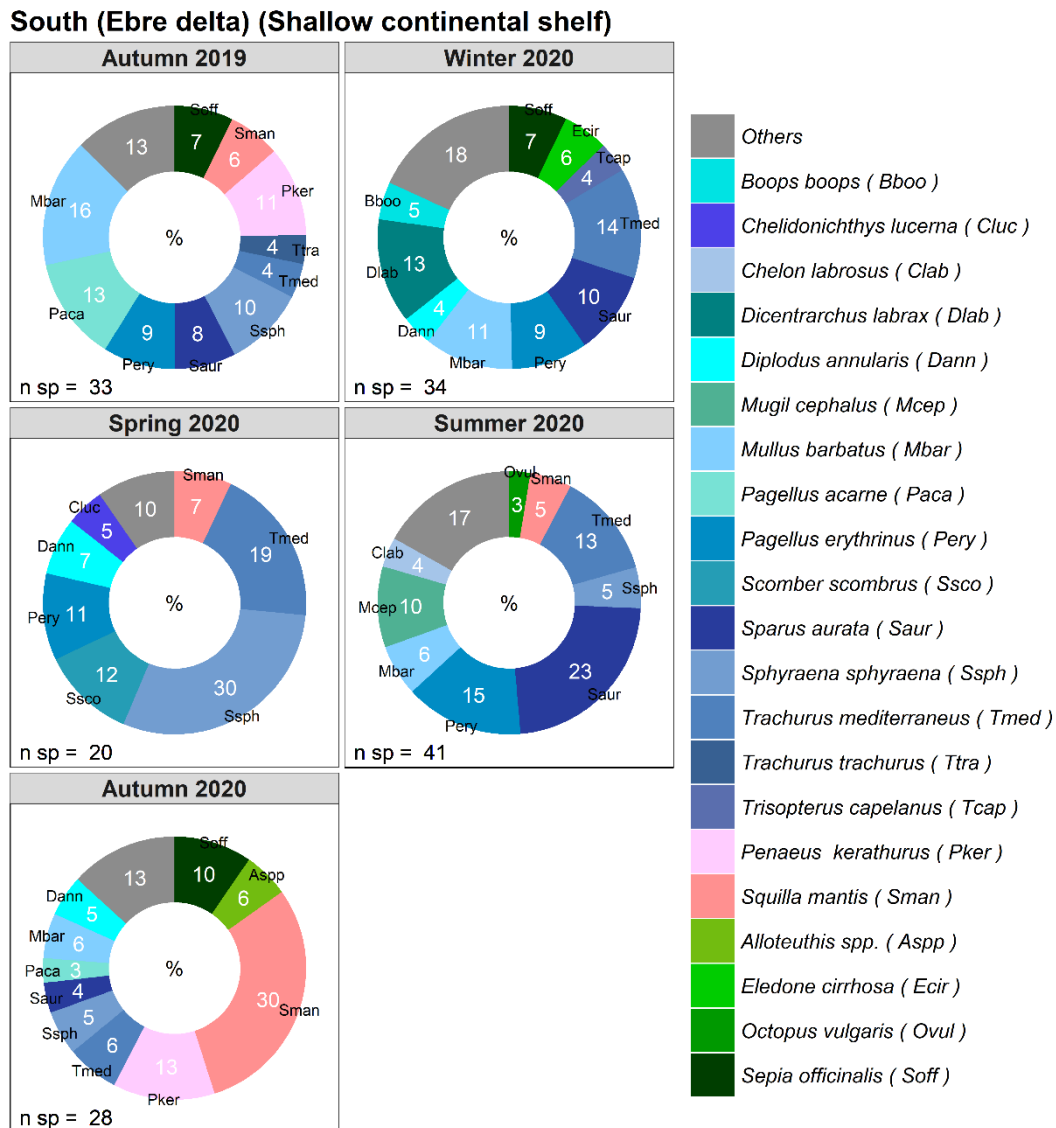 South (Ebre delta) (Shallow continental shelf)
Autumn 2019
Soff
Sman
Pker
Ttra
Tmed
Ssph
Saur
Pery
Paca
Mbar
7
6
11
4
4
10
8
9
13
16
13
%
n sp = 33
Winter 2020
Soff
Ecir
Tcap
Tmed
Saur
Pery
Mbar
Dann
Dlab
Bboo
7
6
4
14
10
9
11
4
13
5
18
%
n sp = 34
Spring 2020
Sman
Tmed
Ssph
Ssco
Pery
Dann
Cluc
7
19
30
12
11
7
5
10
%
n sp = 20
Summer 2020
Ovul
Sman
Tmed
Ssph
Saur
Pery
Mbar
Mcep
Clab
3
5
13
5
23
15
6
10
4
17
%
n sp = 41
Autumn 2020
Soff
Aspp
Sman
Pker
Tmed
Ssph
Saur
Paca
Mbar
Dann
10
6
30
13
6
5
4
3
6
5
13
%
n sp = 28
Others
Boops boops ( Bboo )
Chelidonichthys lucerna ( Cluc )
Chelon labrosus ( Clab )
Dicentrarchus labrax ( Dlab )
Diplodus annularis ( Dann )
Mugil cephalus ( Mcep )
Mullus barbatus ( Mbar )
Pagellus acarne ( Paca )
Pagellus erythrinus ( Pery )
Scomber scombrus ( Ssco )
Sparus aurata ( Saur )
Sphyraena sphyraena ( Ssph )
Trachurus mediterraneus ( Tmed )
Trachurus trachurus ( Ttra )
Trisopterus capelanus ( Tcap )
Penaeus kerathurus ( Pker )
Squilla mantis ( Sman )
Alloteuthis spp. ( Aspp )
Eledone cirrhosa ( Ecir )
Octopus vulgaris ( Ovul )
Sepia officinalis ( Soff )